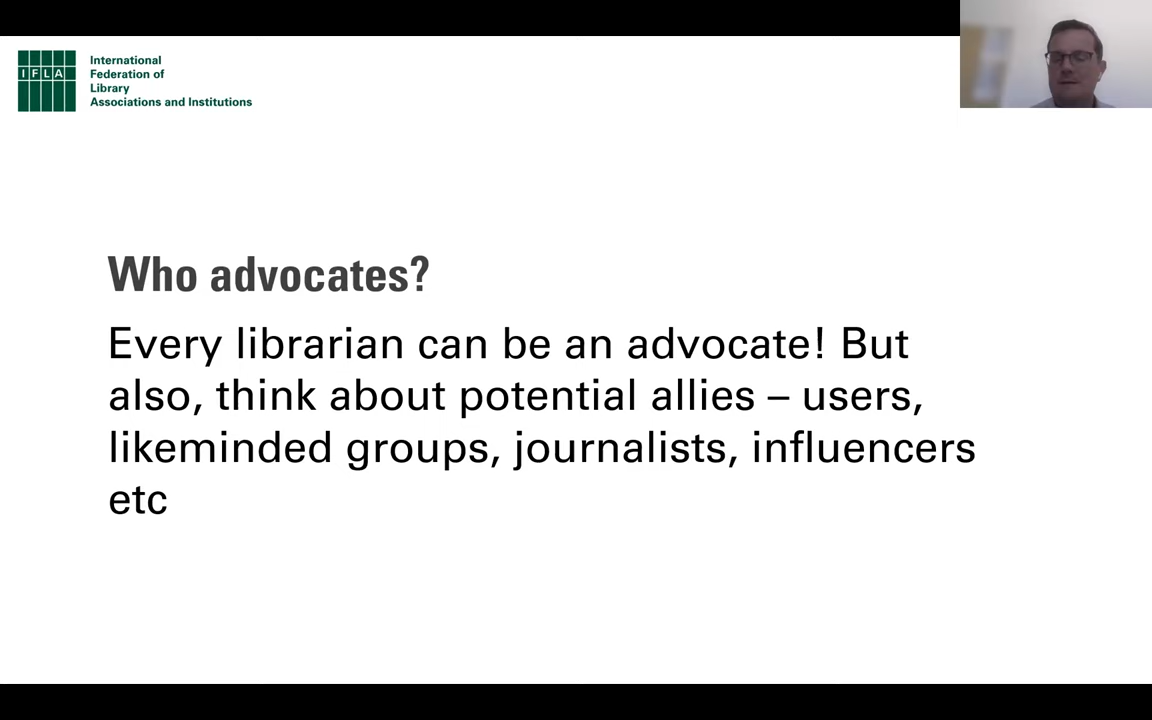 International
Federation of
Library
Associations and Institutions
IFLA
Who advocates?
Every librarian can be an advocate! But
also, think about potential allies – users,
likeminded groups, journalists, influencers
etc